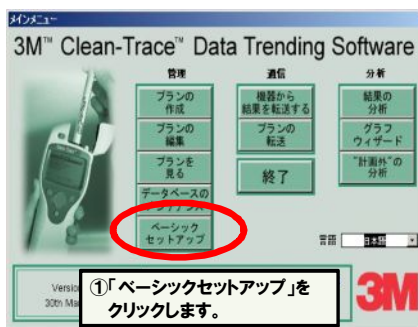 メインメニュー
3M™ Clean-Trace™ Data Trending Software
管理
通信
分析
プランの
作成
機器から
結果を転送する
結果の
分析
プランの
編集
プランの
転送
グラフ
ウィザード
プランを
見る
終了
"計画外"の
分析
データベースの
ベーシック
セットアップ
言語
日本語
Version
30th Ma
①「ベーシックセットアップ」を
クリックします。
3M